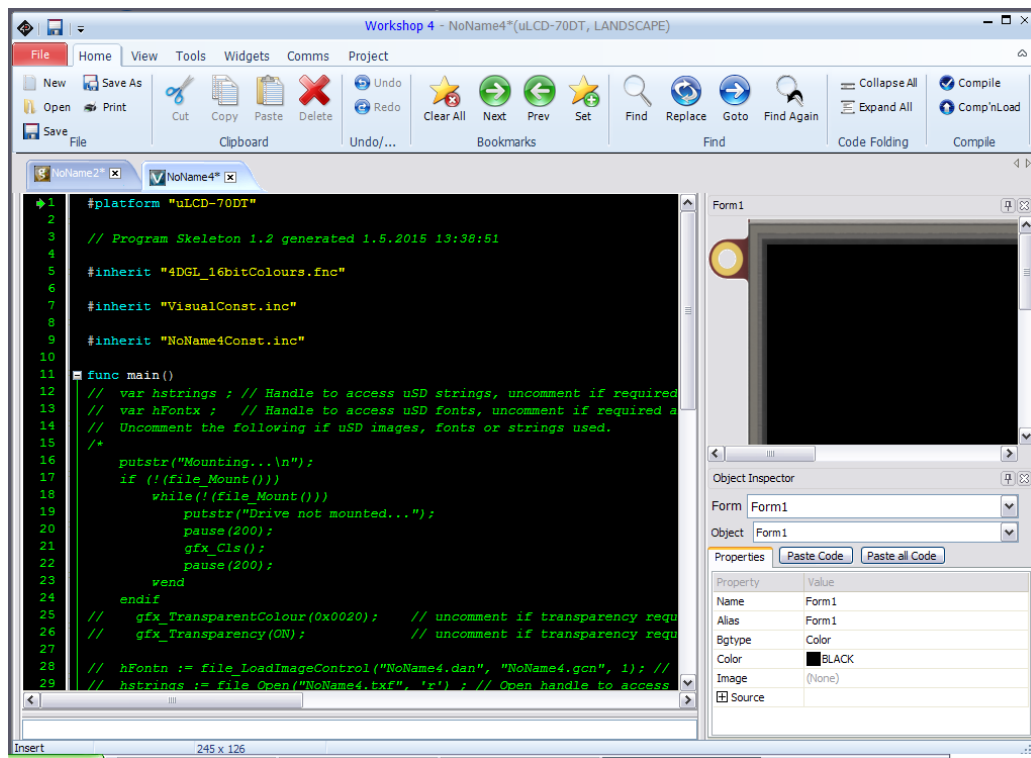 Workshop 4 - NoName4*(uLCD-70DT, LANDSCAPE)
File Home View Tools Widgets Comms Project
New Save As Cut Copy Paste Delete Undo Clear All Next Prev Set Find Replace Goto Find Again Collapse All Compile
Open Print Redo Expand All Comp'nLoad
Save
File Clipboard Undo/... Bookmarks Find Code Folding Compile
NoName2* NoName4*
1 #platform "uLCD-70DT"
2
3 // Program Skeleton 1.2 generated 1.5.2015 13:38:51
4
5 #inherit "4DGL_16bitColours.fnc"
6
7 #inherit "VisualConst.inc"
8
9 #inherit "NoName4Const.inc"
10
11 func main()
12 // var hstrings ; // Handle to access uSD strings, uncomment if required
13 // var hFontx ; // Handle to access uSD fonts, uncomment if required a
14 // Uncomment the following if uSD images, fonts or strings used.
15 /*
16 putstr("Mounting...\n");
17 if (!(file_Mount()))
18 while(!(file_Mount()))
19 putstr("Drive not mounted...");
20 pause(200);
21 gfx_Cls();
22 pause(200);
23 wend
24 endif
25 // gfx_TransparentColour(0x0020); // uncomment if transparency requ
26 // gfx_Transparency(ON); // uncomment if transparency requ
27
28 // hFontn := file_LoadImageControl("NoName4.dan", "NoName4.gcn", 1); //
29 // hstrings := file_Open("NoName4.txf", 'r') ; // Open handle to access
Form1
Object Inspector
Form Form1
Object Form1
Properties Paste Code Paste all Code
Property Value
Name Form1
Alias Form1
Bgtype Color
Color BLACK
Image (None)
Source
Insert 245 x 126